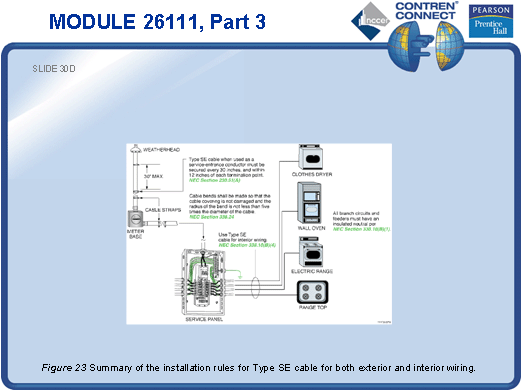 MODULE 26111, Part 3
nccer
CONTREN®
CONNECT
PEARSON
Prentice
Hall
SLIDE 30D
WEATHERHEAD
30" MAX
CABLE STRAPS
METER
BASE
Type SE cable when used as a
service-entrance conductor must be
secured every 30 inches, and within
12 inches of each termination point.
Cable bends shall be made so that the
cable covering is not damaged and the
radius of the bend is not less than five
times the diameter of the cable.
NEC Section 338.24
Use Type SE
cable for interior wiring.
SERVICE PANEL
CLOTHES DRYER
WALL OVEN
All branch circuits and
feeders must have an
insulated neutral per
ELECTRIC RANGE
RANGE TOP
Figure 23 Summary of the installation rules for Type SE cable for both exterior and interior wiring.